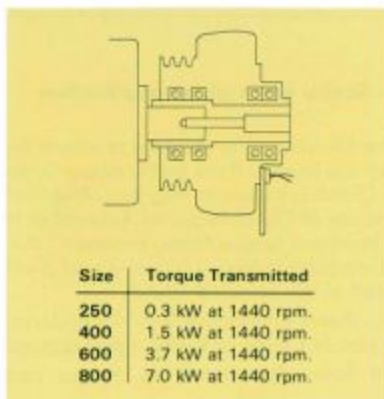 Size Torque Transmitted
250 0.3 kW at 1440 rpm.
400 1.5 kW at 1440 rpm.
600 3.7 kW at 1440 rpm.
800 7.0 kW at 1440 rpm.